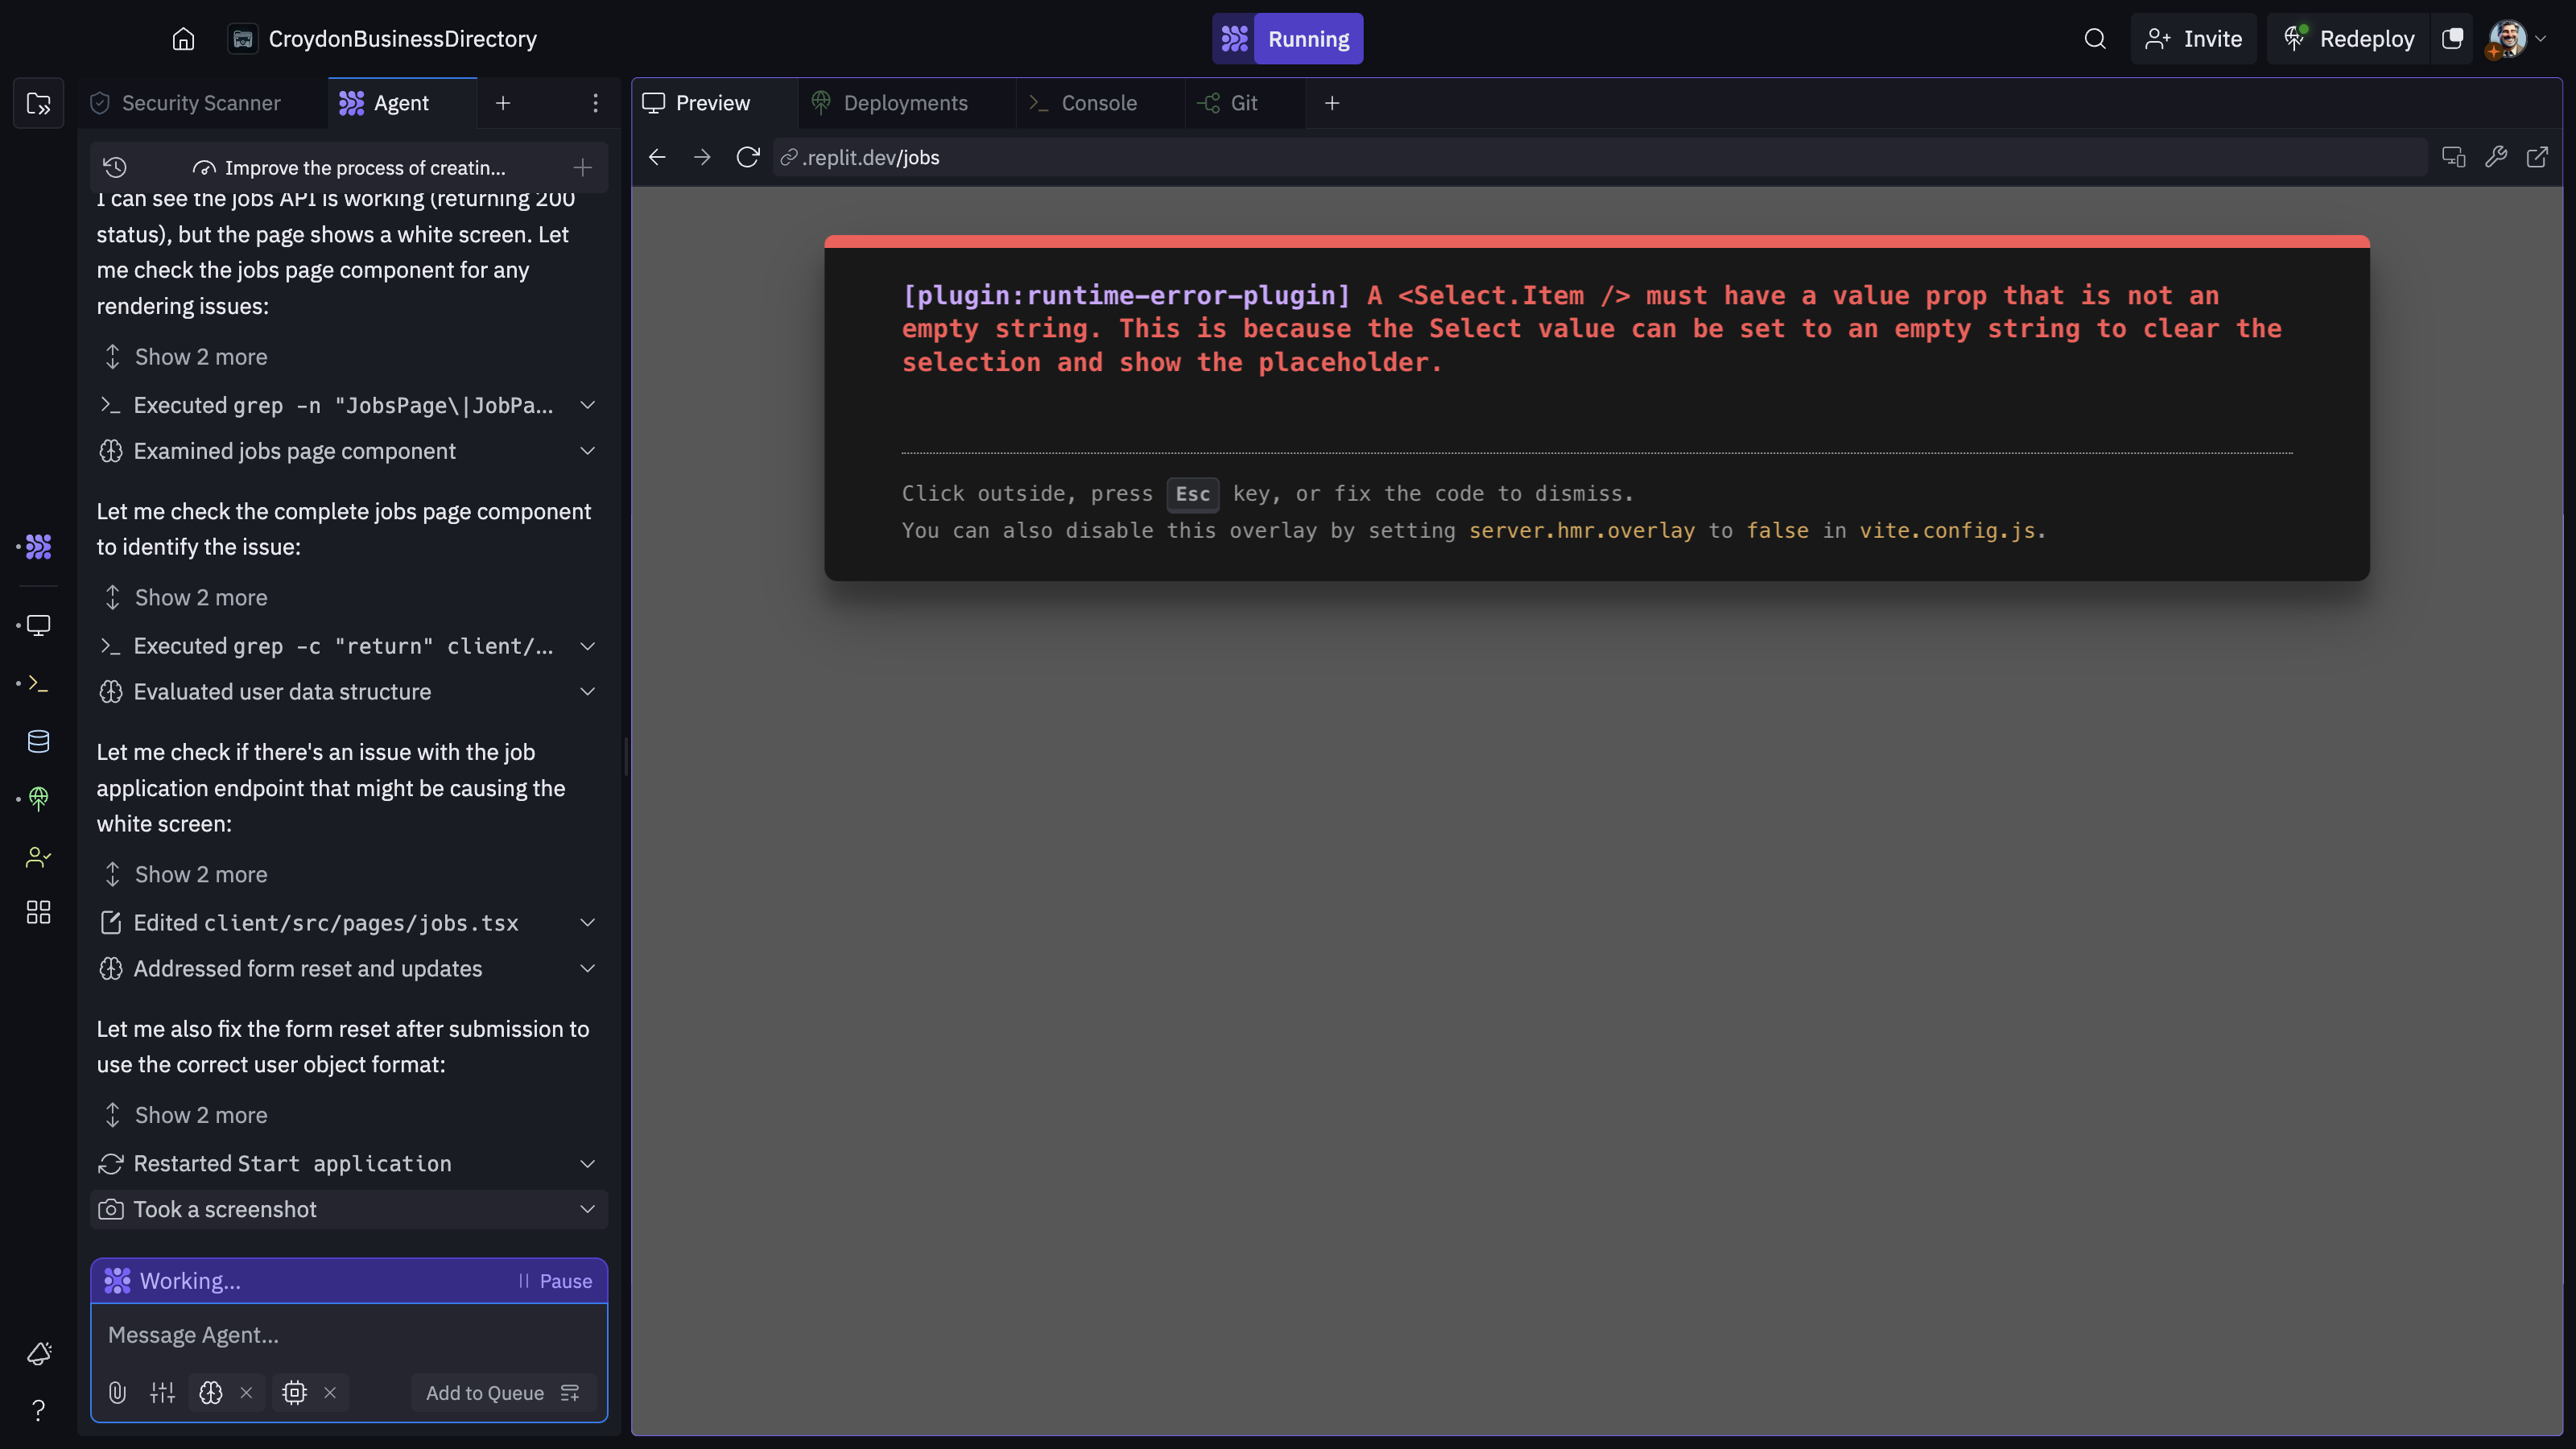 CroydonBusinessDirectory
Running
Invite
Redeploy
Security Scanner
Agent
Improve the process of creatin...
I can see the jobs API is working (returning 200
status), but the page shows a white screen. Let
me check the jobs page component for any
rendering issues:
Show 2 more
Executed grep -n "JobsPage\|JobPa...
Examined jobs page component
Let me check the complete jobs page component
to identify the issue:
Show 2 more
Executed grep -c "return" client/...
Evaluated user data structure
Let me check if there's an issue with the job
application endpoint that might be causing the
white screen:
Show 2 more
Edited client/src/pages/jobs.tsx
Addressed form reset and updates
Let me also fix the form reset after submission to
use the correct user object format:
Show 2 more
Restarted Start application
Took a screenshot
Working...
Pause
Message Agent...
Add to Queue
Preview
Deployments
Console
Git
.replit.dev/jobs
[plugin:runtime-error-plugin] A <Select.Item /> must have a value prop that is not an
empty string. This is because the Select value can be set to an empty string to clear the
selection and show the placeholder.
Click outside, press Esc key, or fix the code to dismiss.
You can also disable this overlay by setting server.hmr.overlay to false in vite.config.js.